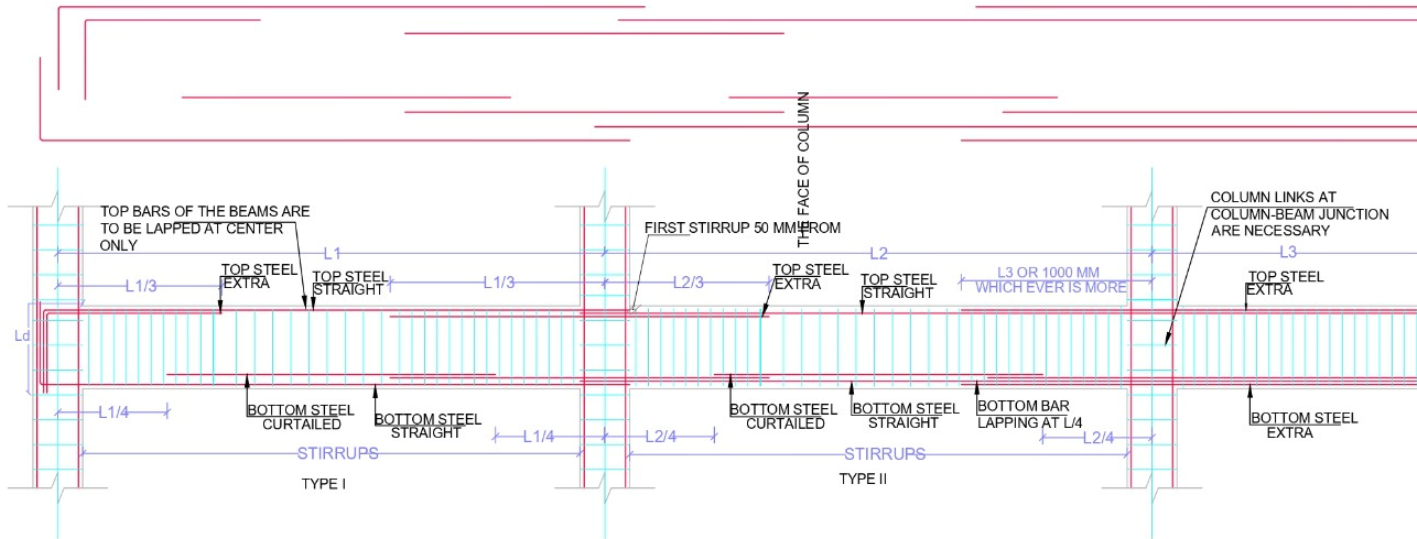 THE FACE OF COLUMN
TOP BARS OF THE BEAMS ARE
TO BE LAPPED AT CENTER
ONLY
FIRST STIRRUP 50 MM FROM
COLUMN LINKS AT
COLUMN-BEAM JUNCTION
ARE NECESSARY
L1
L2
L3
L1/3
TOP STEEL
EXTRA
TOP STEEL
STRAIGHT
L1/3
L2/3
TOP STEEL
EXTRA
TOP STEEL
STRAIGHT
L3 OR 1000 MM
WHICH EVER IS MORE
TOP STEEL
EXTRA
Ld
L1/4
BOTTOM STEEL
CURTAILED
BOTTOM STEEL
STRAIGHT
L1/4
L2/4
BOTTOM STEEL
CURTAILED
BOTTOM STEEL
STRAIGHT
BOTTOM BAR
LAPPING AT L/4
L2/4
BOTTOM STEEL
EXTRA
STIRRUPS
STIRRUPS
TYPE I
TYPE II